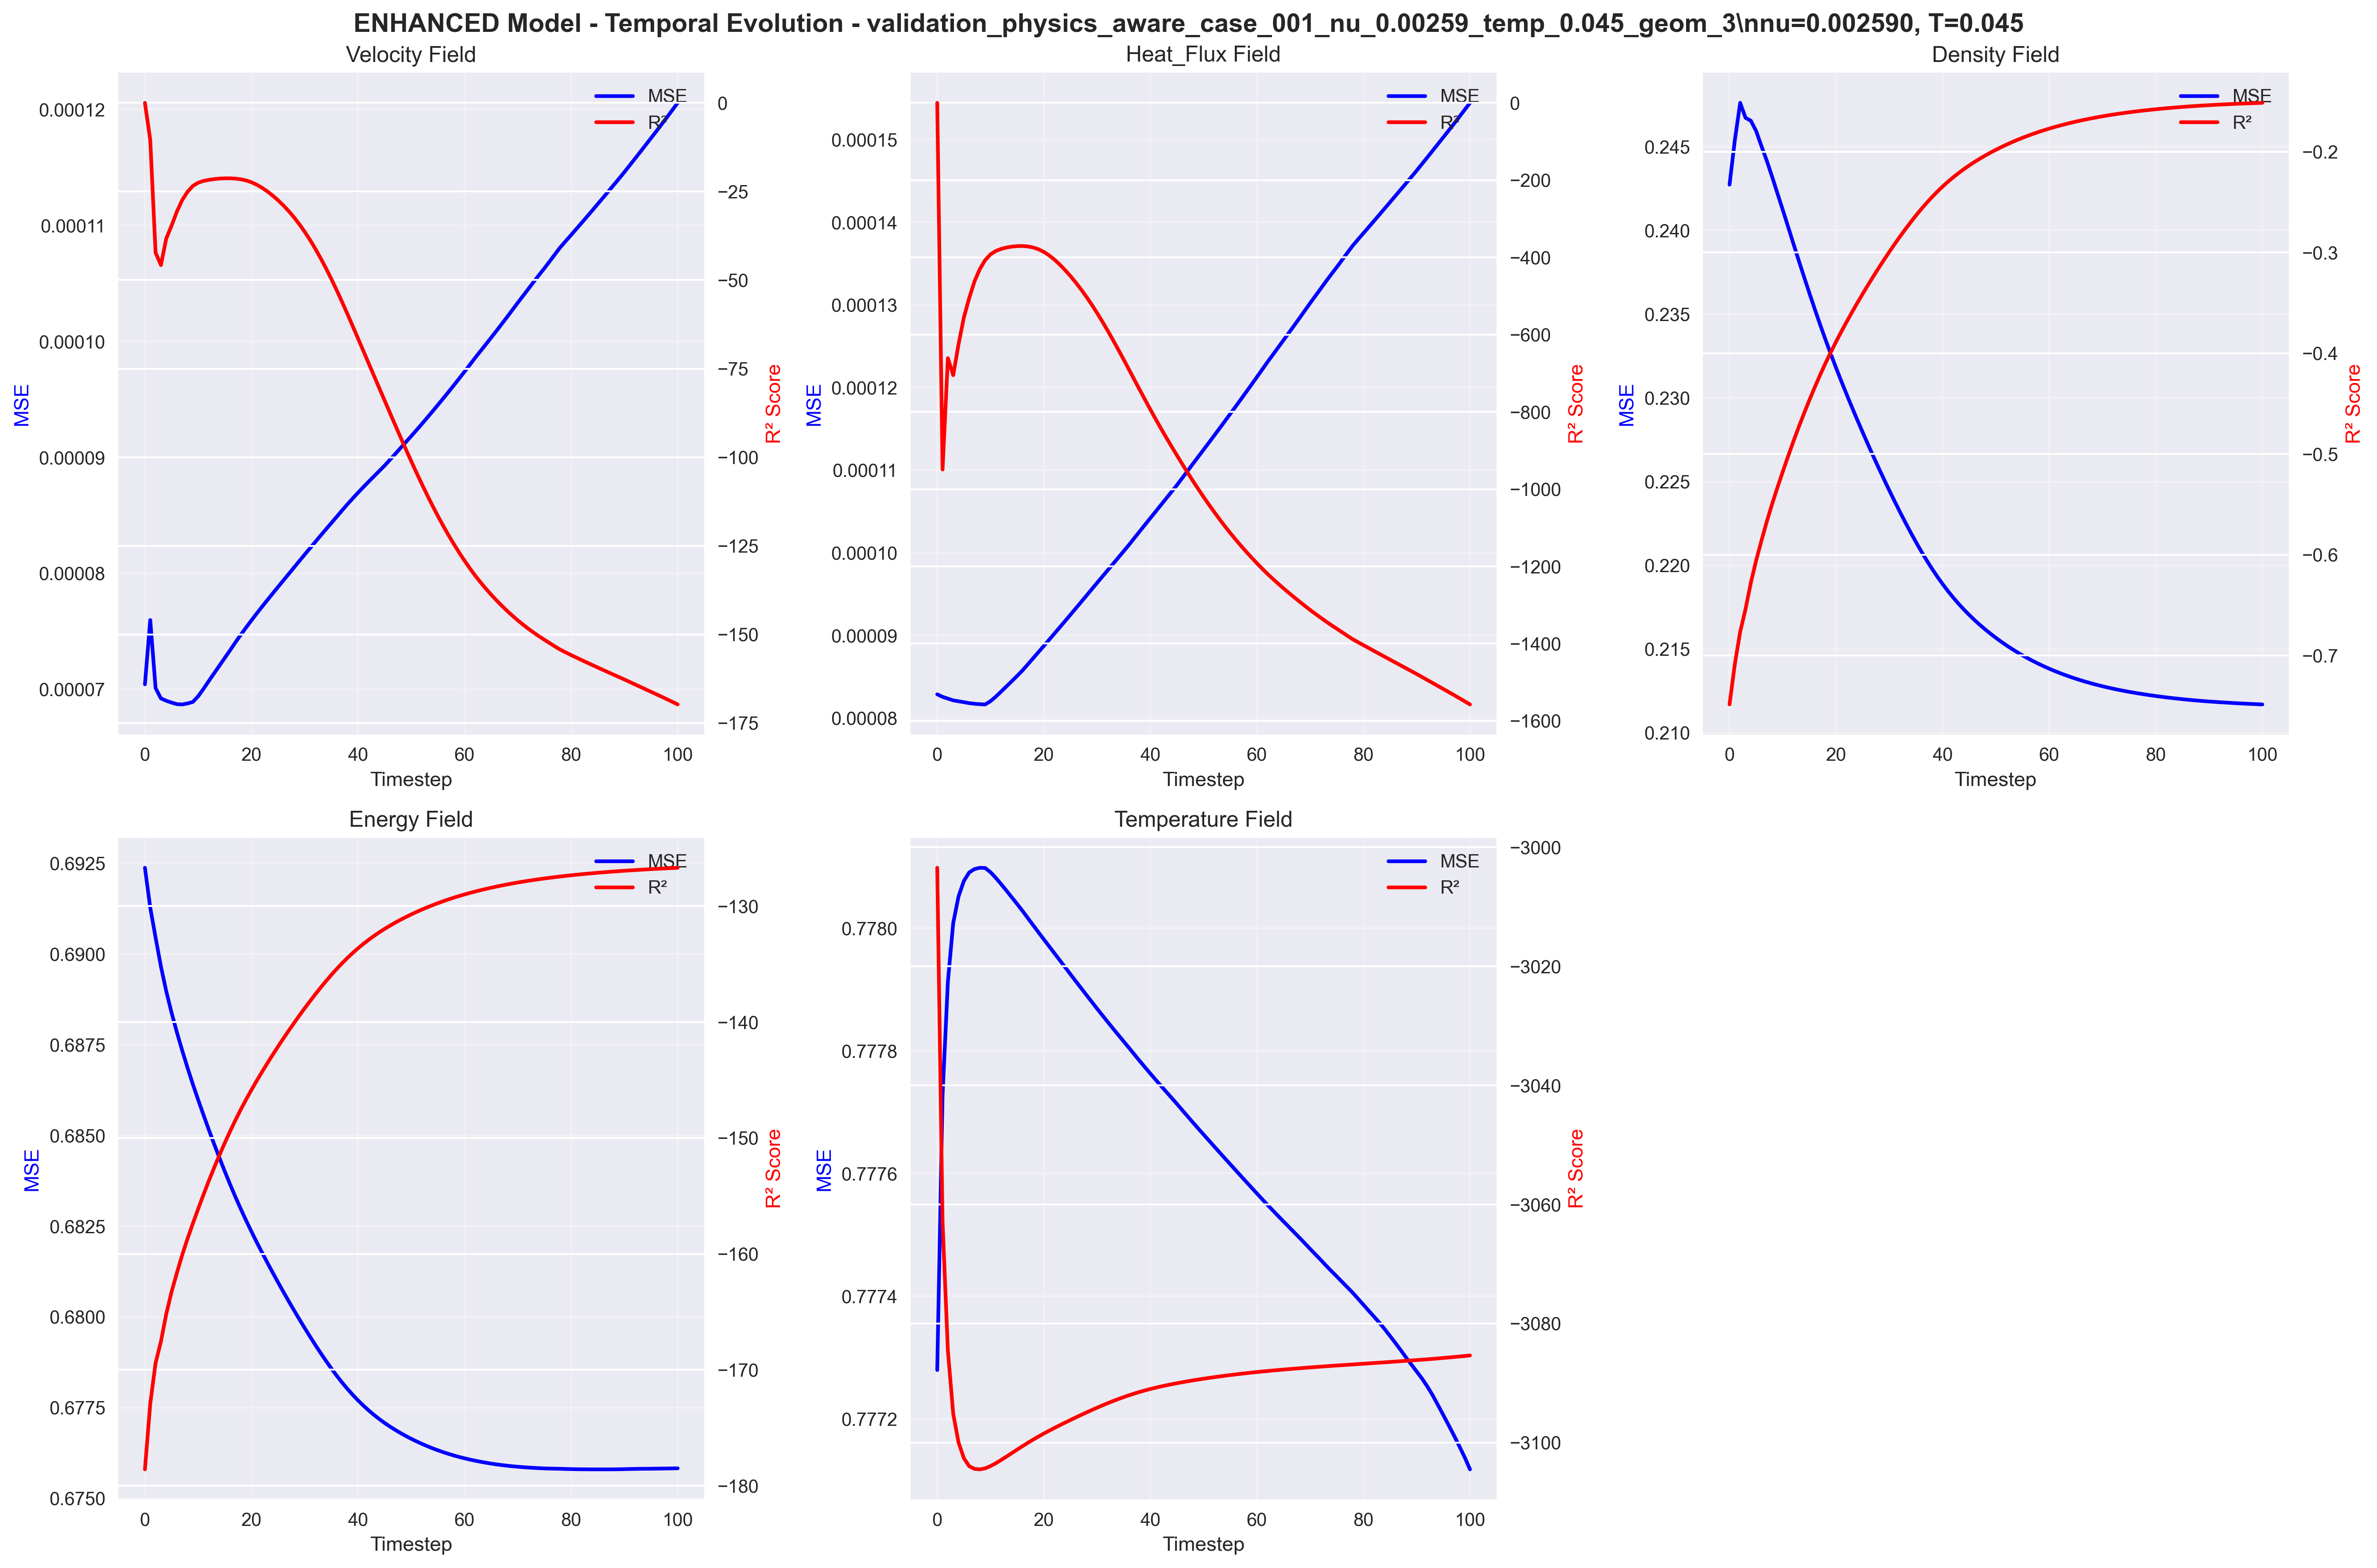 ENHANCED Model - Temporal Evolution - validation_physics_aware_case_001_nu_0.00259_temp_0.045_geom_3\nnu=0.002590, T=0.045
Velocity Field
MSE
R²
0.00012
0.00011
0.00010
0.00009
0.00008
0.00007
MSE
0
−25
−50
−75
−100
−125
−150
−175
R² Score
0 20 40 60 80 100
Timestep
Heat_Flux Field
MSE
R²
0.00015
0.00014
0.00013
0.00012
0.00011
0.00010
0.00009
0.00008
MSE
0
−200
−400
−600
−800
−1000
−1200
−1400
−1600
R² Score
0 20 40 60 80 100
Timestep
Density Field
MSE
R²
0.245
0.240
0.235
0.230
0.225
0.220
0.215
0.210
MSE
−0.2
−0.3
−0.4
−0.5
−0.6
−0.7
R² Score
0 20 40 60 80 100
Timestep
Energy Field
MSE
R²
0.6925
0.6900
0.6875
0.6850
0.6825
0.6800
0.6775
0.6750
MSE
−130
−140
−150
−160
−170
−180
R² Score
0 20 40 60 80 100
Timestep
Temperature Field
MSE
R²
0.7780
0.7778
0.7776
0.7774
0.7772
MSE
−3000
−3020
−3040
−3060
−3080
−3100
R² Score
0 20 40 60 80 100
Timestep